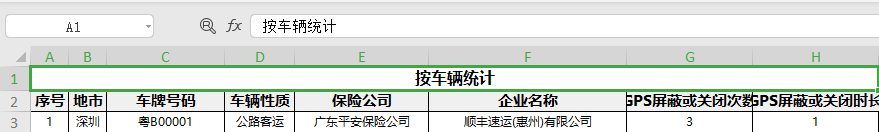 A1 fx 按车辆统计
A B C D E F G H
1 按车辆统计
2 序号 地市 车牌号码 车辆性质 保险公司 企业名称 GPS屏蔽或关闭次数 GPS屏蔽或关闭时长
3 1 深圳 粤B00001 公路客运 广东平安保险公司 顺丰速运(惠州)有限公司 3 1